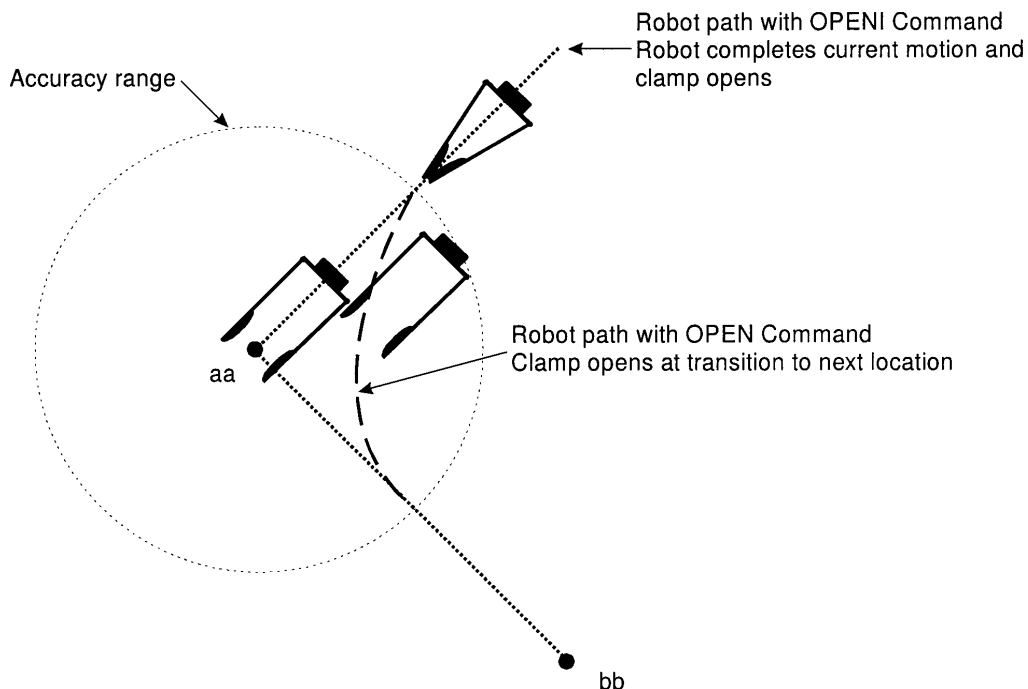 Robot path with OPENI Command
Robot completes current motion and
clamp opens
Accuracy range
Robot path with OPEN Command
Clamp opens at transition to next location
aa
bb